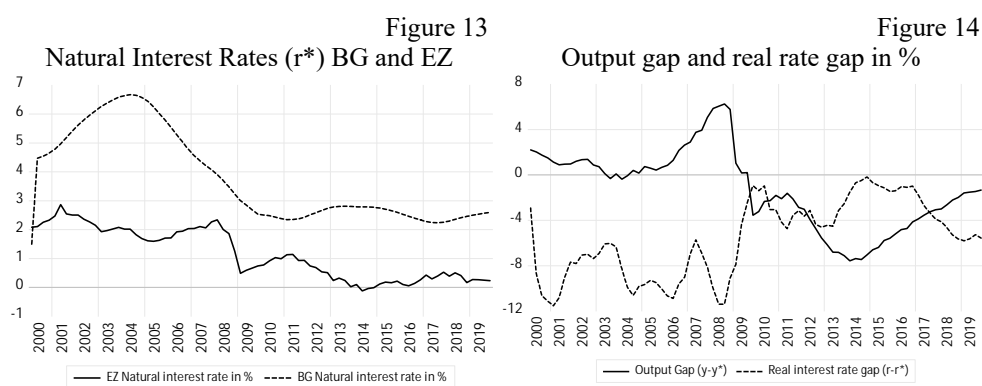 Figure 13
Natural Interest Rates (r*) BG and EZ
7
6
5
4
3
2
1
0
-1
2000 2001 2002 2003 2004 2005 2006 2007 2008 2009 2010 2011 2012 2013 2014 2015 2016 2017 2018 2019
EZ Natural interest rate in % BG Natural interest rate in %
Figure 14
Output gap and real rate gap in %
8
4
0
-4
-8
-12
2000 2001 2002 2003 2004 2005 2006 2007 2008 2009 2010 2011 2012 2013 2014 2015 2016 2017 2018 2019
Output Gap (y-y*) Real interest rate gap (r-r*)